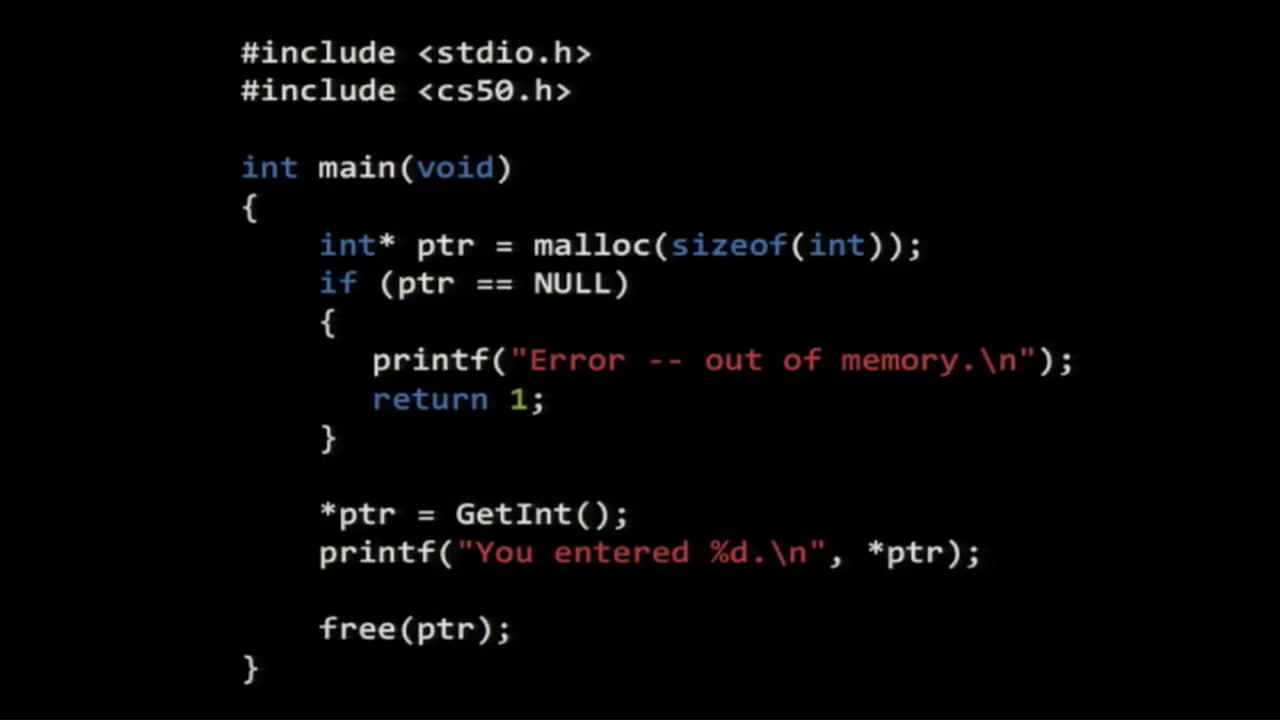 #include <stdio.h>
#include <cs50.h>
int main(void)
{
int* ptr = malloc(sizeof(int));
if (ptr == NULL)
{
printf("Error -- out of memory.\n");
return 1;
}
*ptr = GetInt();
printf("You entered %d.\n", *ptr);
free(ptr);
}